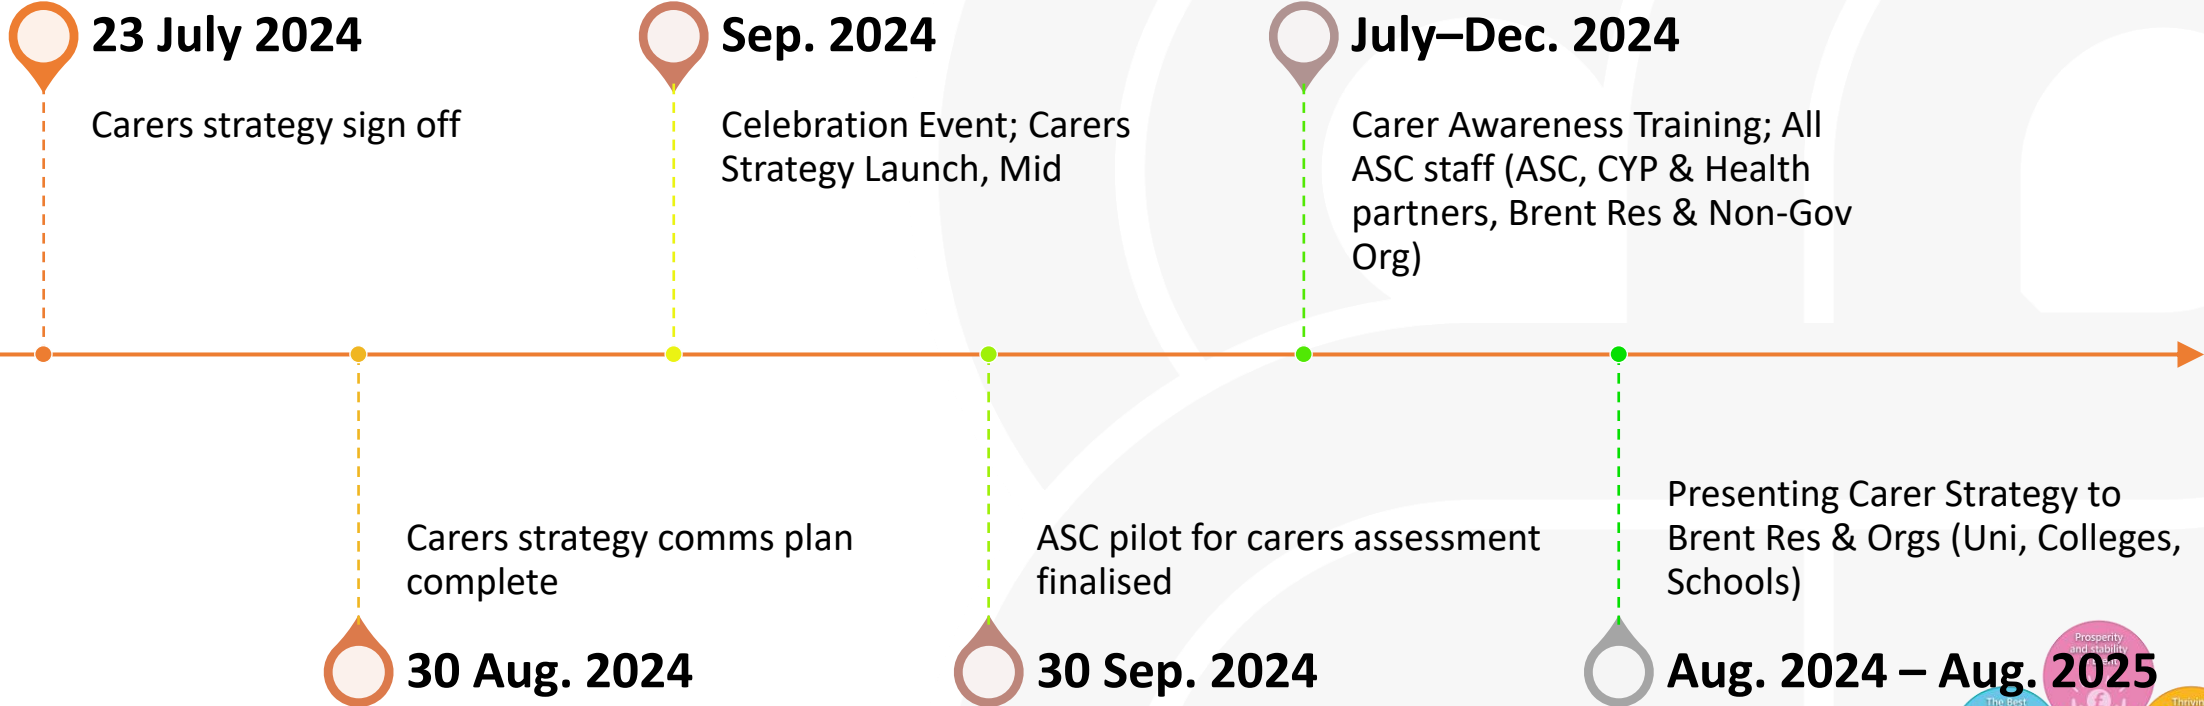 23 July 2024
Carers strategy sign off
Sep. 2024
Celebration Event; Carers
Strategy Launch, Mid
July–Dec. 2024
Carer Awareness Training; All
ASC staff (ASC, CYP & Health
partners, Brent Res & Non-Gov
Org)
Carers strategy comms plan
complete
30 Aug. 2024
ASC pilot for carers assessment
finalised
30 Sep. 2024
Presenting Carer Strategy to
Brent Res & Orgs (Uni, Colleges,
Schools)
Aug. 2024 – Aug. 2025
Prosperity
and stability
The Best